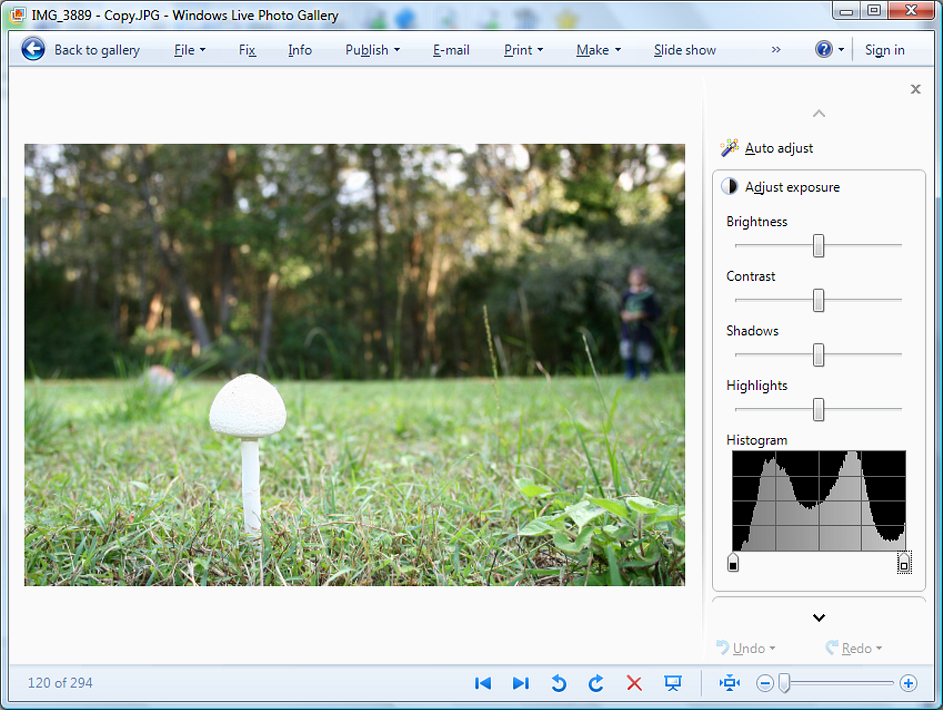 IMG_3889 - Copy.JPG - Windows Live Photo Gallery
Back to gallery File Fix Info Publish E-mail Print Make Slide show » ? Sign in
Auto adjust
Adjust exposure
Brightness
Contrast
Shadows
Highlights
Histogram
Undo Redo
120 of 294